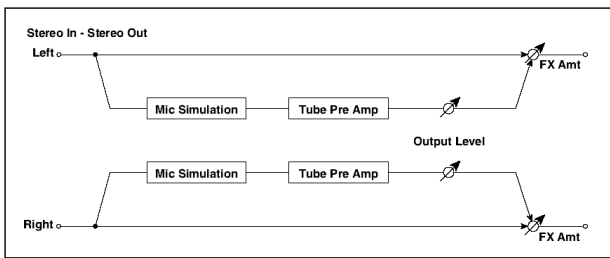 Stereo In - Stereo Out
Left
FX Amt
Mic Simulation Tube Pre Amp
Output Level
Mic Simulation Tube Pre Amp
Right
FX Amt